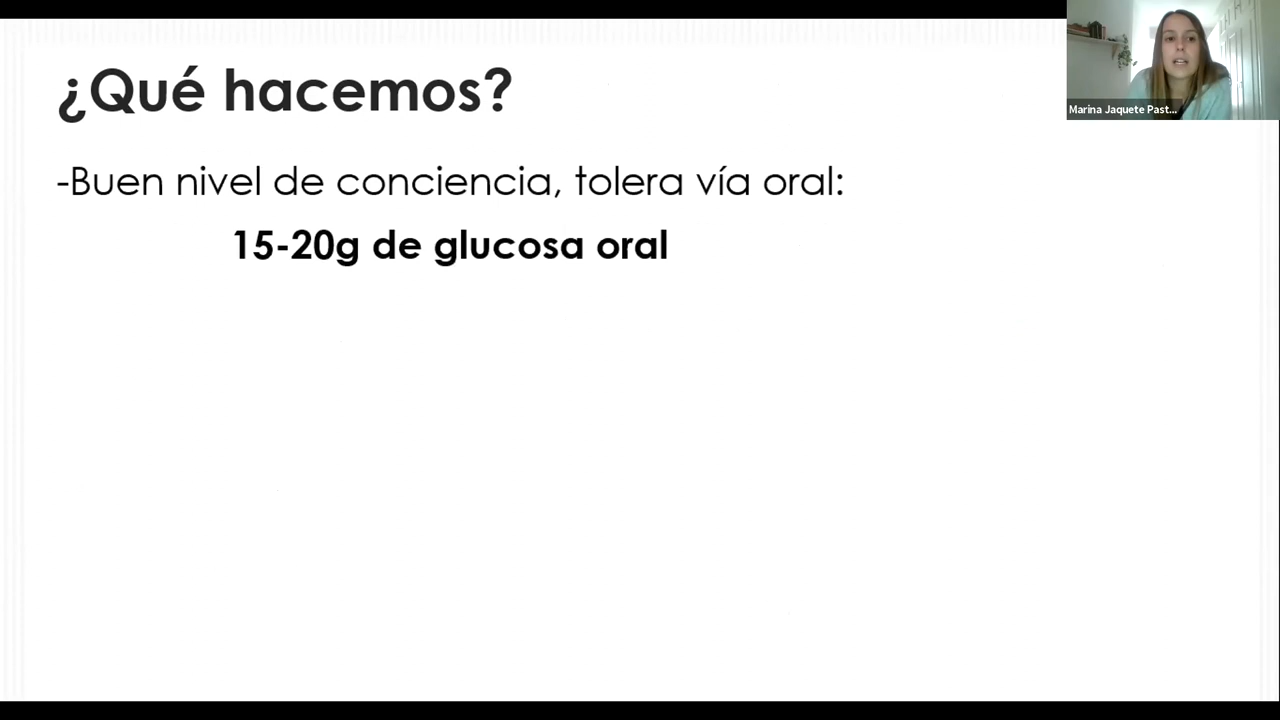 ¿Qué hacemos?
Marina Jaquete Past...
-Buen nivel de conciencia, tolera vía oral:
15-20g de glucosa oral